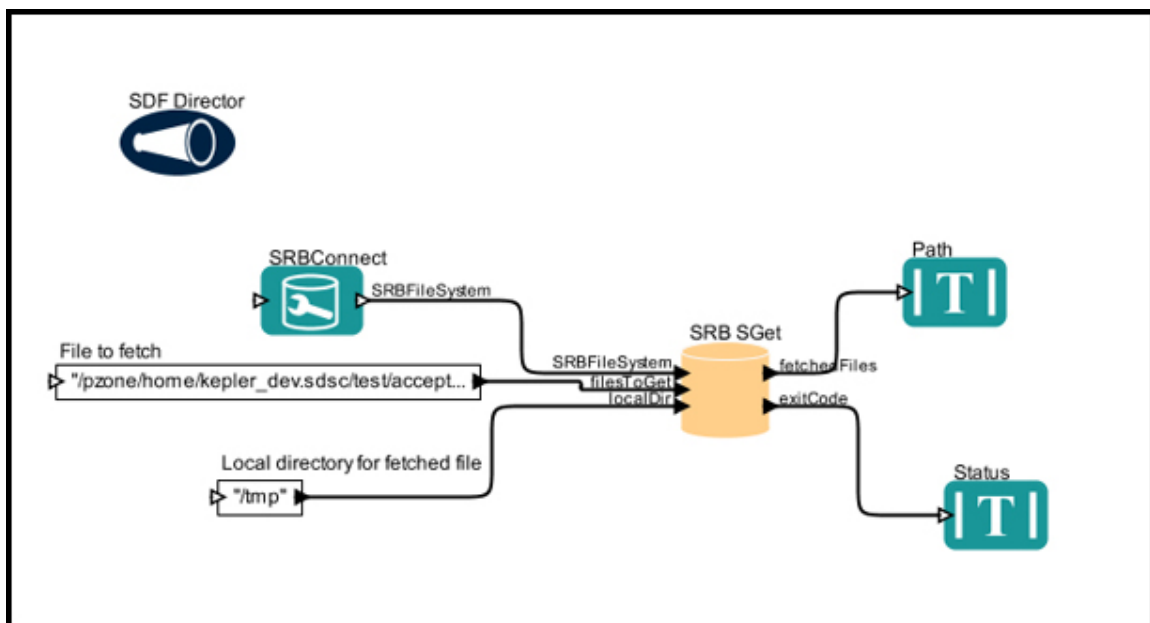 SDF Director
SRBConnect
SRBFileSystem
File to fetch
"/pzone/home/kepler_dev.sdsc/test/accept...
Local directory for fetched file
"/tmp"
SRB SGet
SRBFileSystem
filesToGet
localDir
fetchedFiles
exitCode
Path
T
Status
T